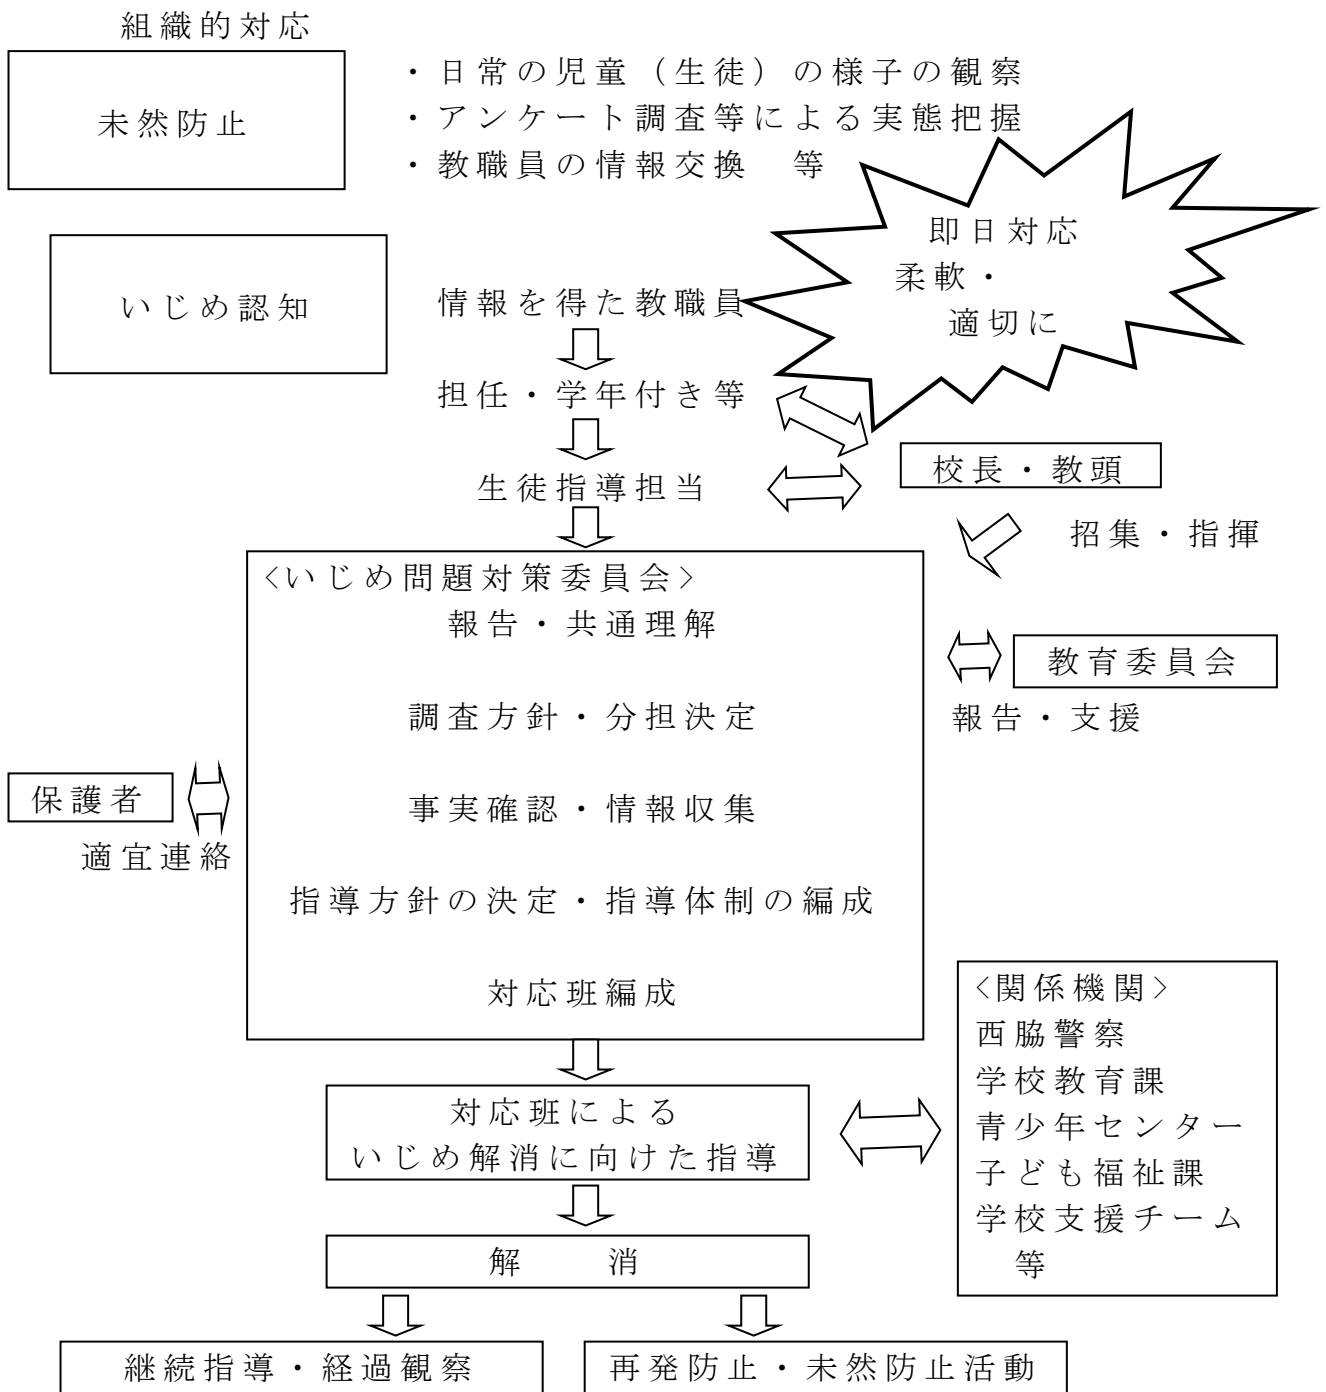 組織的対応
未然防止
・日常の児童（生徒）の様子の観察
・アンケート調査等による実態把握
・教職員の情報交換　等
即日対応
柔軟・
適切に
いじめ認知
情報を得た教職員
担任・学年付き等
生徒指導担当
校長・教頭
招集・指揮
<いじめ問題対策委員会>
報告・共通理解
調査方針・分担決定
事実確認・情報収集
指導方針の決定・指導体制の編成
対応班編成
教育委員会
報告・支援
保護者
適宜連絡
<関係機関>
西脇警察
学校教育課
青少年センター
子ども福祉課
学校支援チーム
等
対応班による
いじめ解消に向けた指導
解　　消
継続指導・経過観察
再発防止・未然防止活動